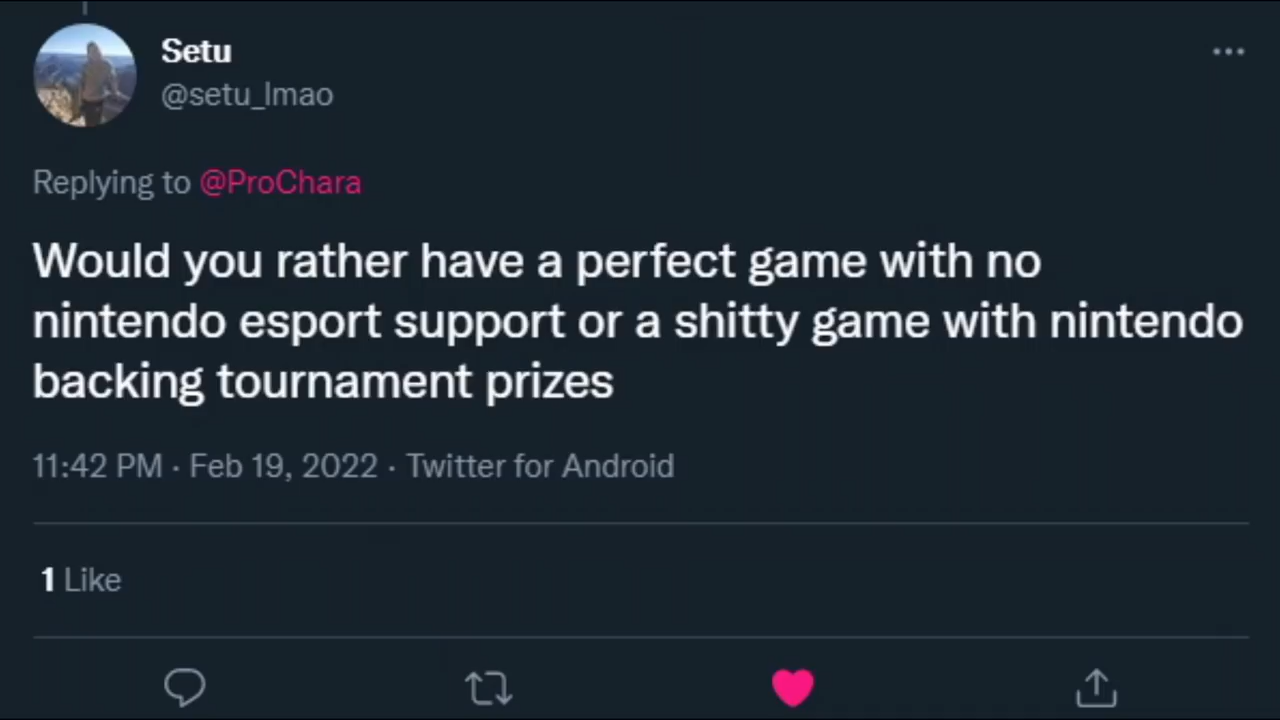 Setu
@setu_lmao
Replying to @ProChara
Would you rather have a perfect game with no
nintendo esport support or a shitty game with nintendo
backing tournament prizes
11:42 PM · Feb 19, 2022 · Twitter for Android
1 Like